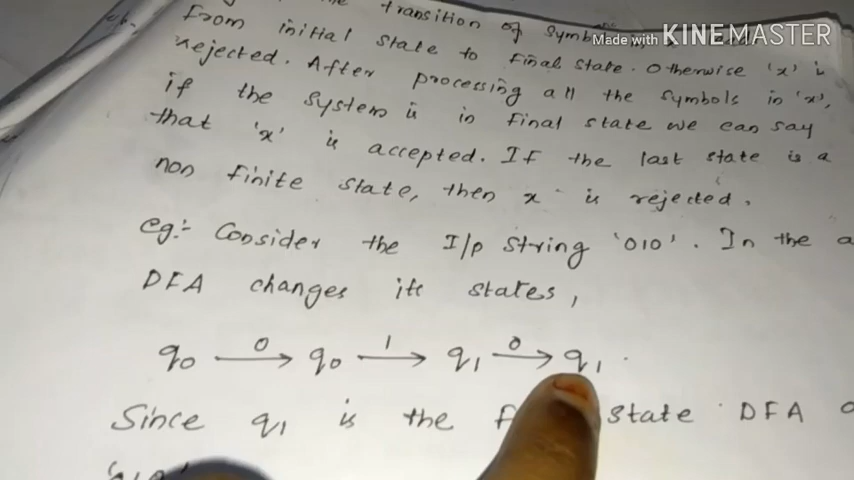 the transition of
Made with KINEMASTER
from initial state to final state. Otherwise 'x' is
rejected. After processing all the symbols in 'x',
if the system is in final state we can say
that 'x' is accepted. If the last state is a
non finite state, then x is rejected.
eg:- Consider the I/p string '010'. In the a
DFA changes its states,
q0 —0→ q0 —1→ q1 —0→ q1
Since q1 is the state DFA